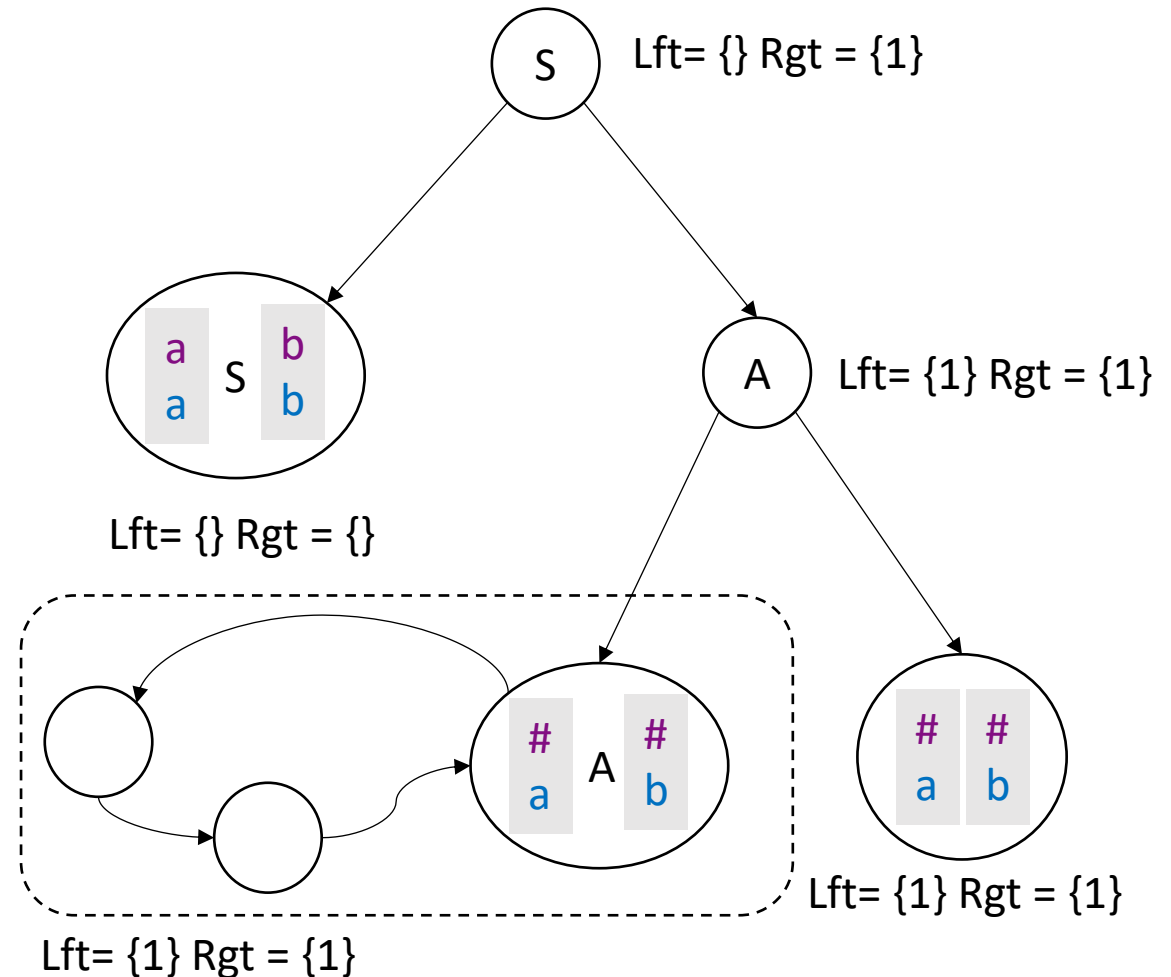 S
Lft= {} Rgt = {1}
a b
S
a b
A
Lft= {1} Rgt = {1}
Lft= {} Rgt = {}
# #
A
a b
# #
a b
Lft= {1} Rgt = {1}
Lft= {1} Rgt = {1}